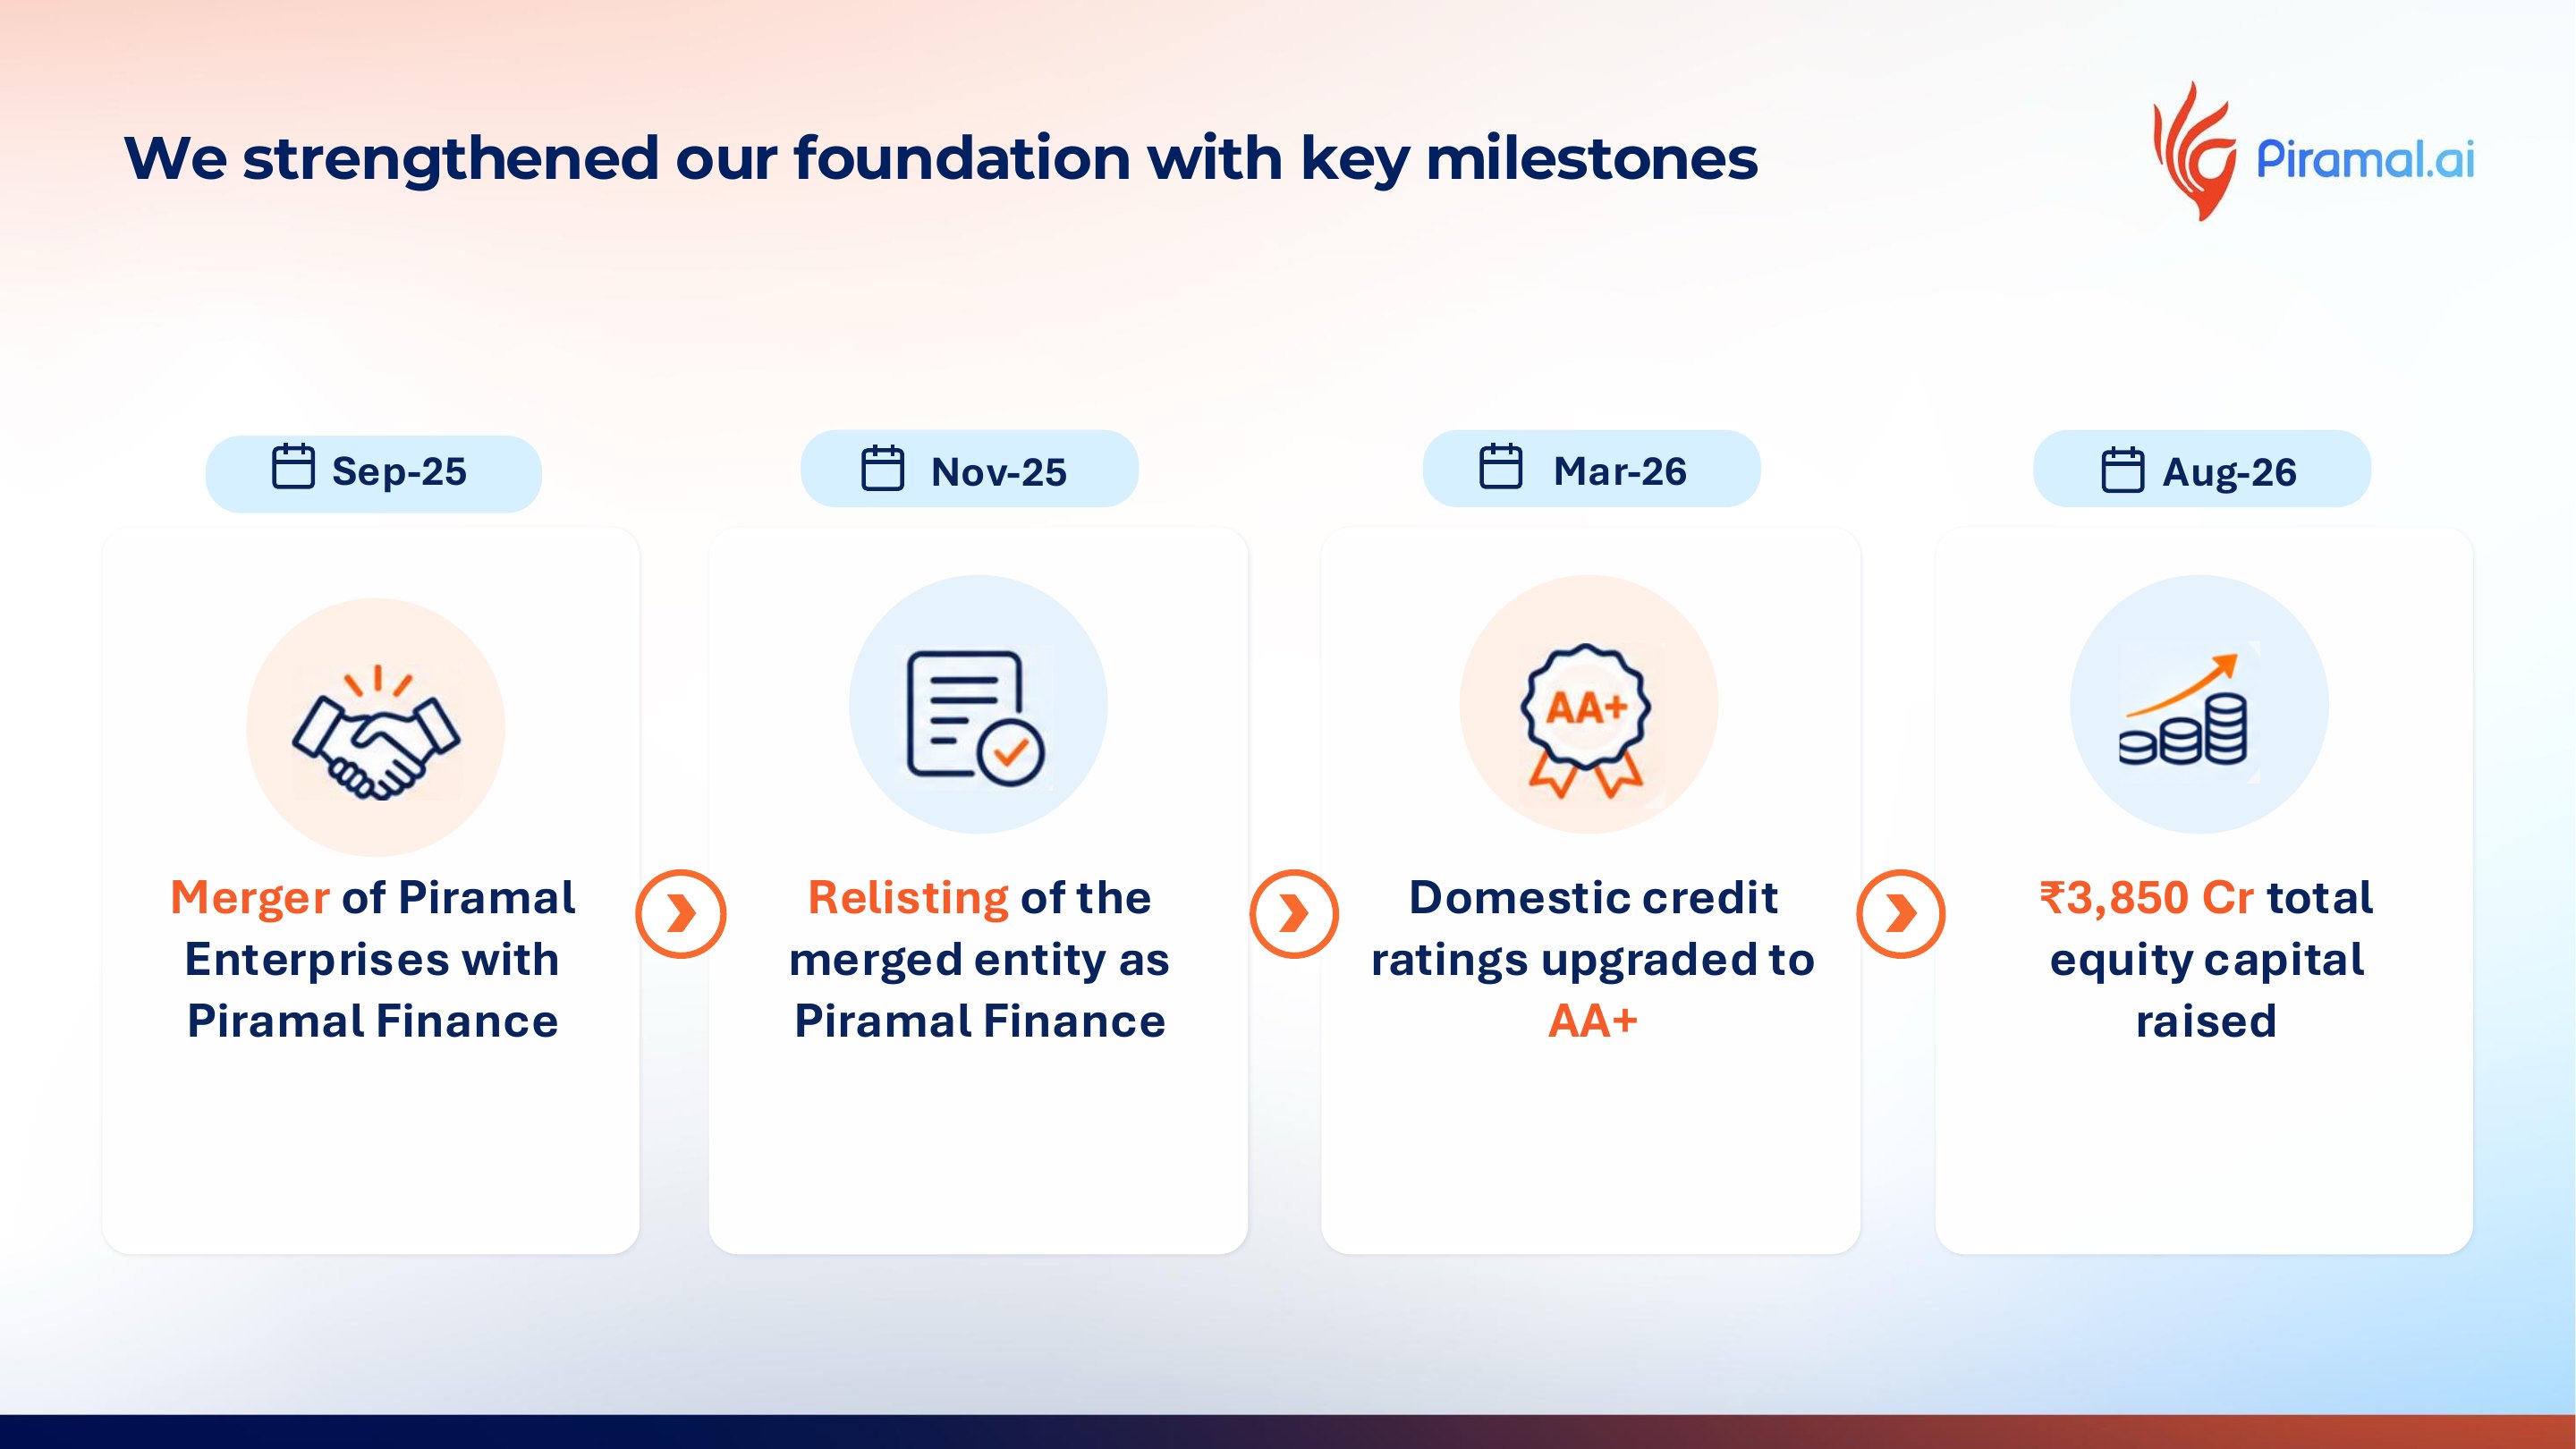 We strengthened our foundation with key milestones
Piramal.ai
Sep-25
Merger of Piramal
Enterprises with
Piramal Finance
Nov-25
Relisting of the
merged entity as
Piramal Finance
Mar-26
AA+
Domestic credit
ratings upgraded to
AA+
Aug-26
₹3,850 Cr total
equity capital
raised